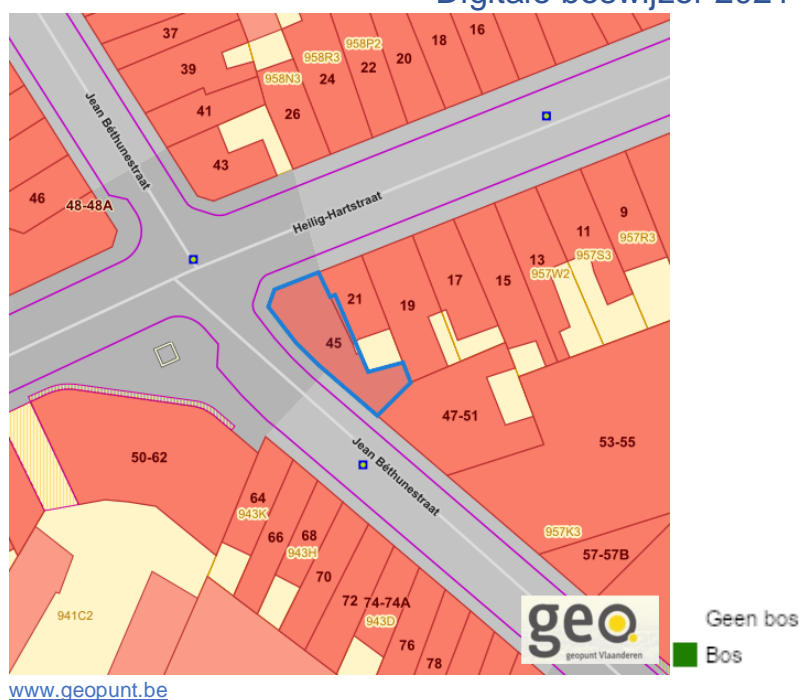 Digitale boswijzer 2021
37
39
41
43
958N3
958R3
958P2
26
24
22
20
18
16
Jean Béthunestraat
46
48-48A
Heilig-Hartstraat
9
957R3
11
957S3
13
957W2
15
17
19
21
45
47-51
53-55
957K3
57-57B
50-62
Jean Béthunestraat
64
943K
66
68
943H
70
72
74-74A
943D
76
78
941C2
geo
geopunt Vlaanderen
Geen bos
Bos
www.geopunt.be